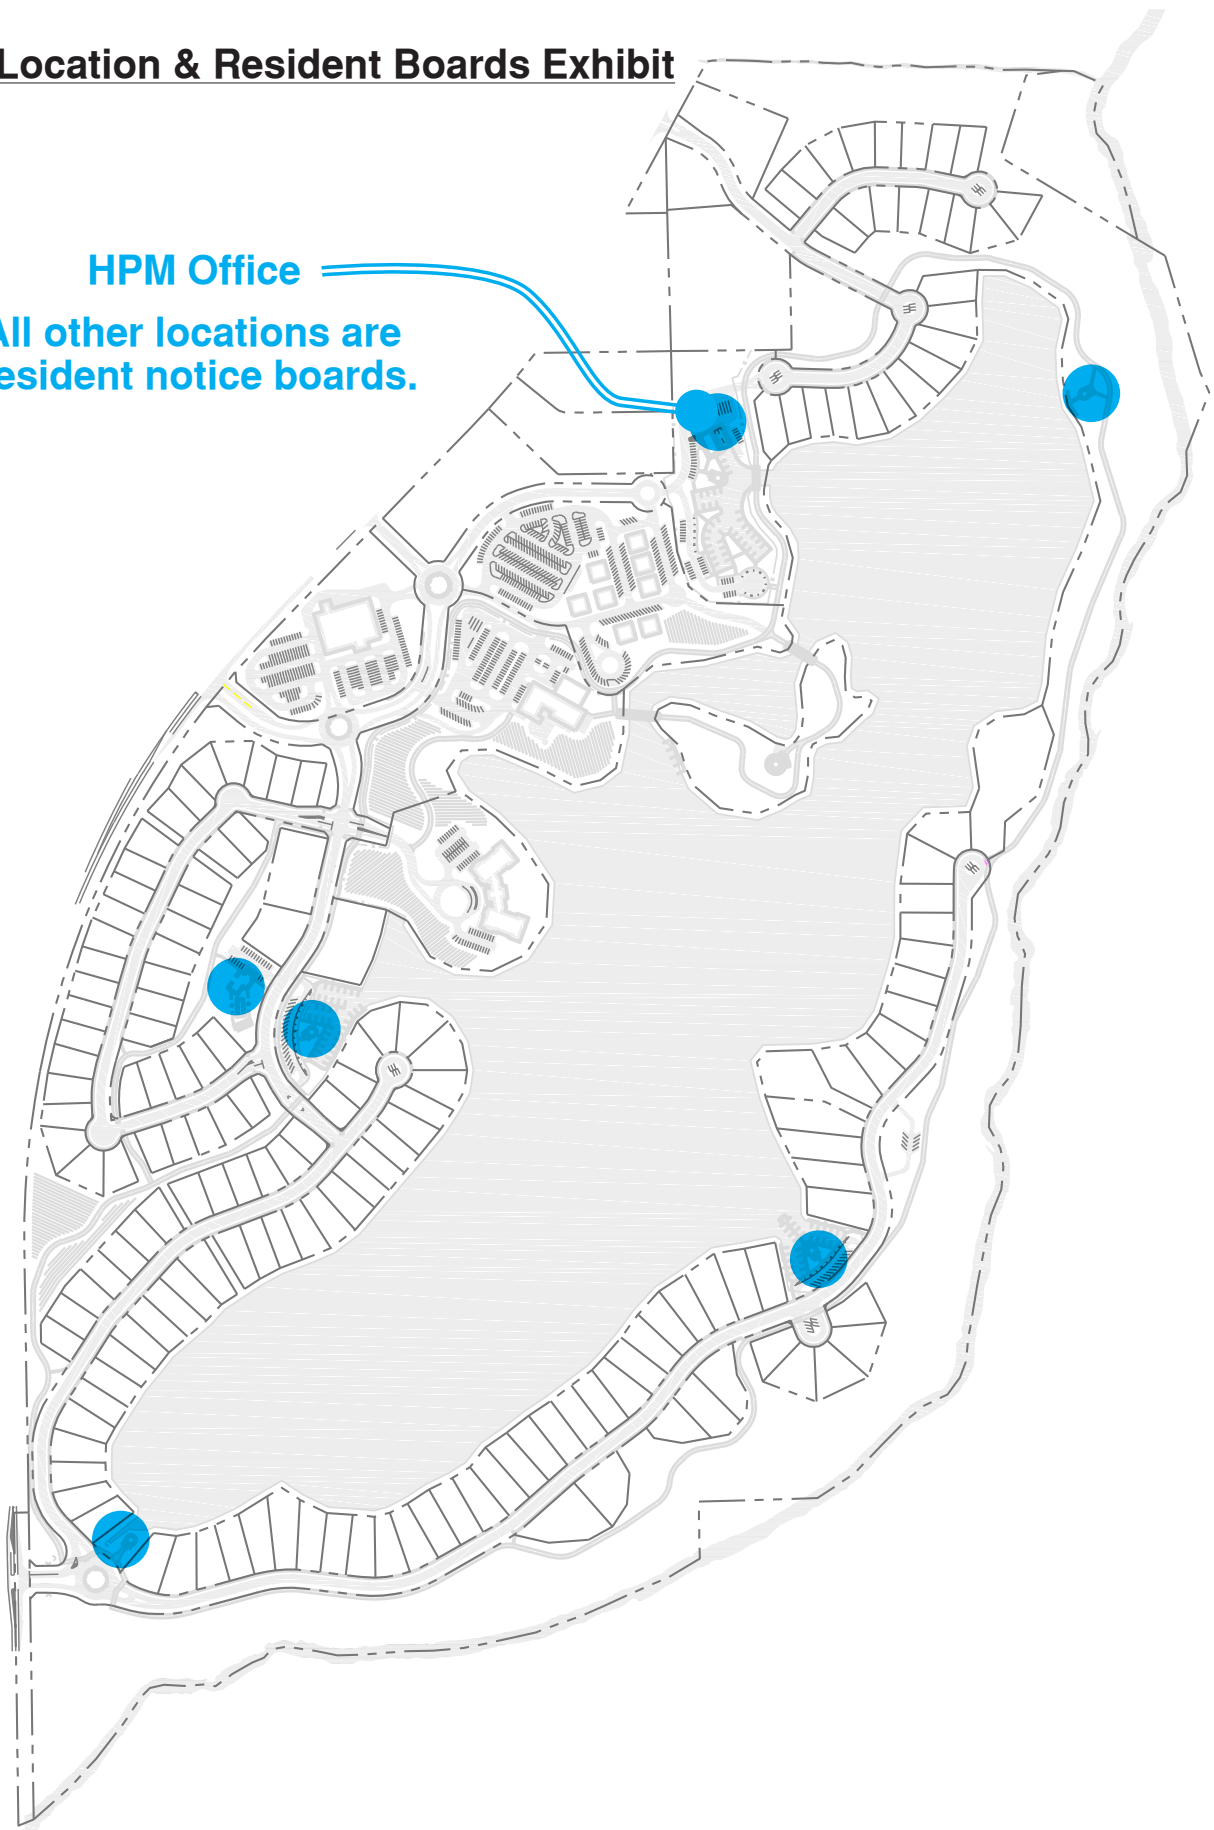 Location & Resident Boards Exhibit
HPM Office
All other locations are
esident notice boards.